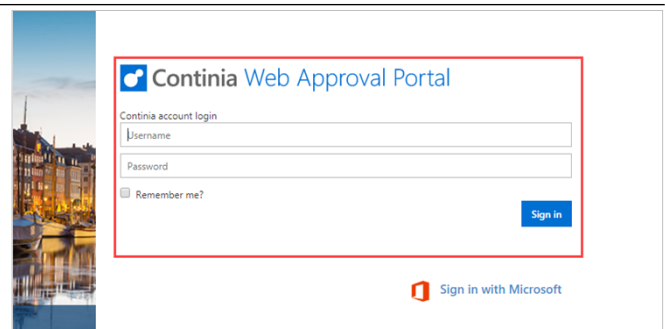 Continia Web Approval Portal
Continia account login
Username
Password
Remember me?
Sign in
Sign in with Microsoft